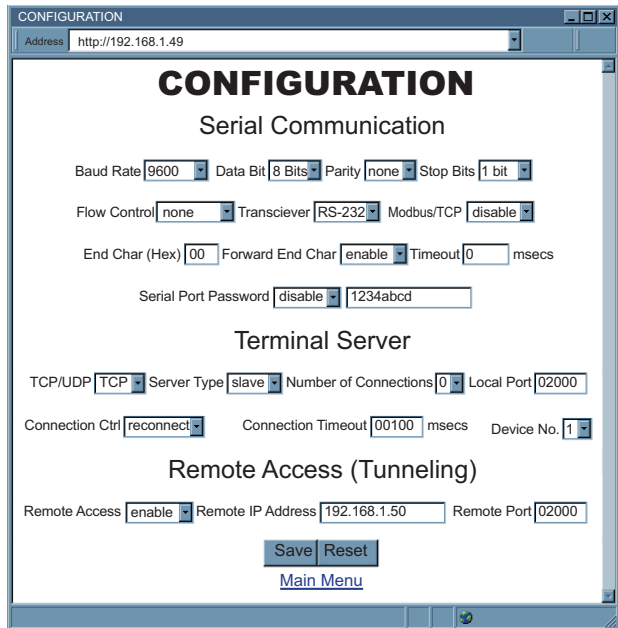 CONFIGURATION
Address http://192.168.1.49
CONFIGURATION
Serial Communication
Baud Rate 9600 Data Bit 8 Bits Parity none Stop Bits 1 bit
Flow Control none Transciever RS-232 Modbus/TCP disable
End Char (Hex) 00 Forward End Char enable Timeout 0 msecs
Serial Port Password disable 1234abcd
Terminal Server
TCP/UDP TCP Server Type slave Number of Connections 0 Local Port 02000
Connection Ctrl reconnect Connection Timeout 00100 msecs Device No. 1
Remote Access (Tunneling)
Remote Access enable Remote IP Address 192.168.1.50 Remote Port 02000
Save Reset
Main Menu